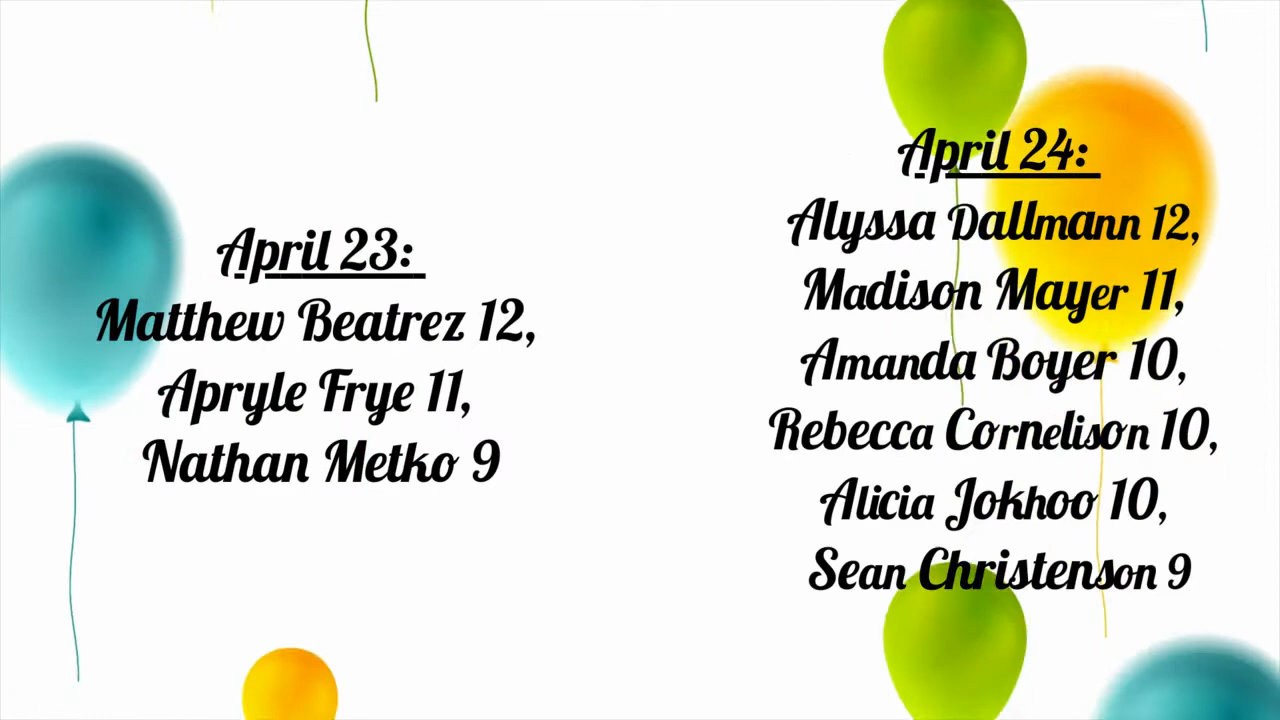 April 23:
Matthew Beatrez 12,
Apryle Frye 11,
Nathan Metko 9
April 24:
Alyssa Dallmann 12,
Madison Mayer 11,
Amanda Boyer 10,
Rebecca Cornelison 10,
Alicia Jokhoo 10,
Sean Christenson 9